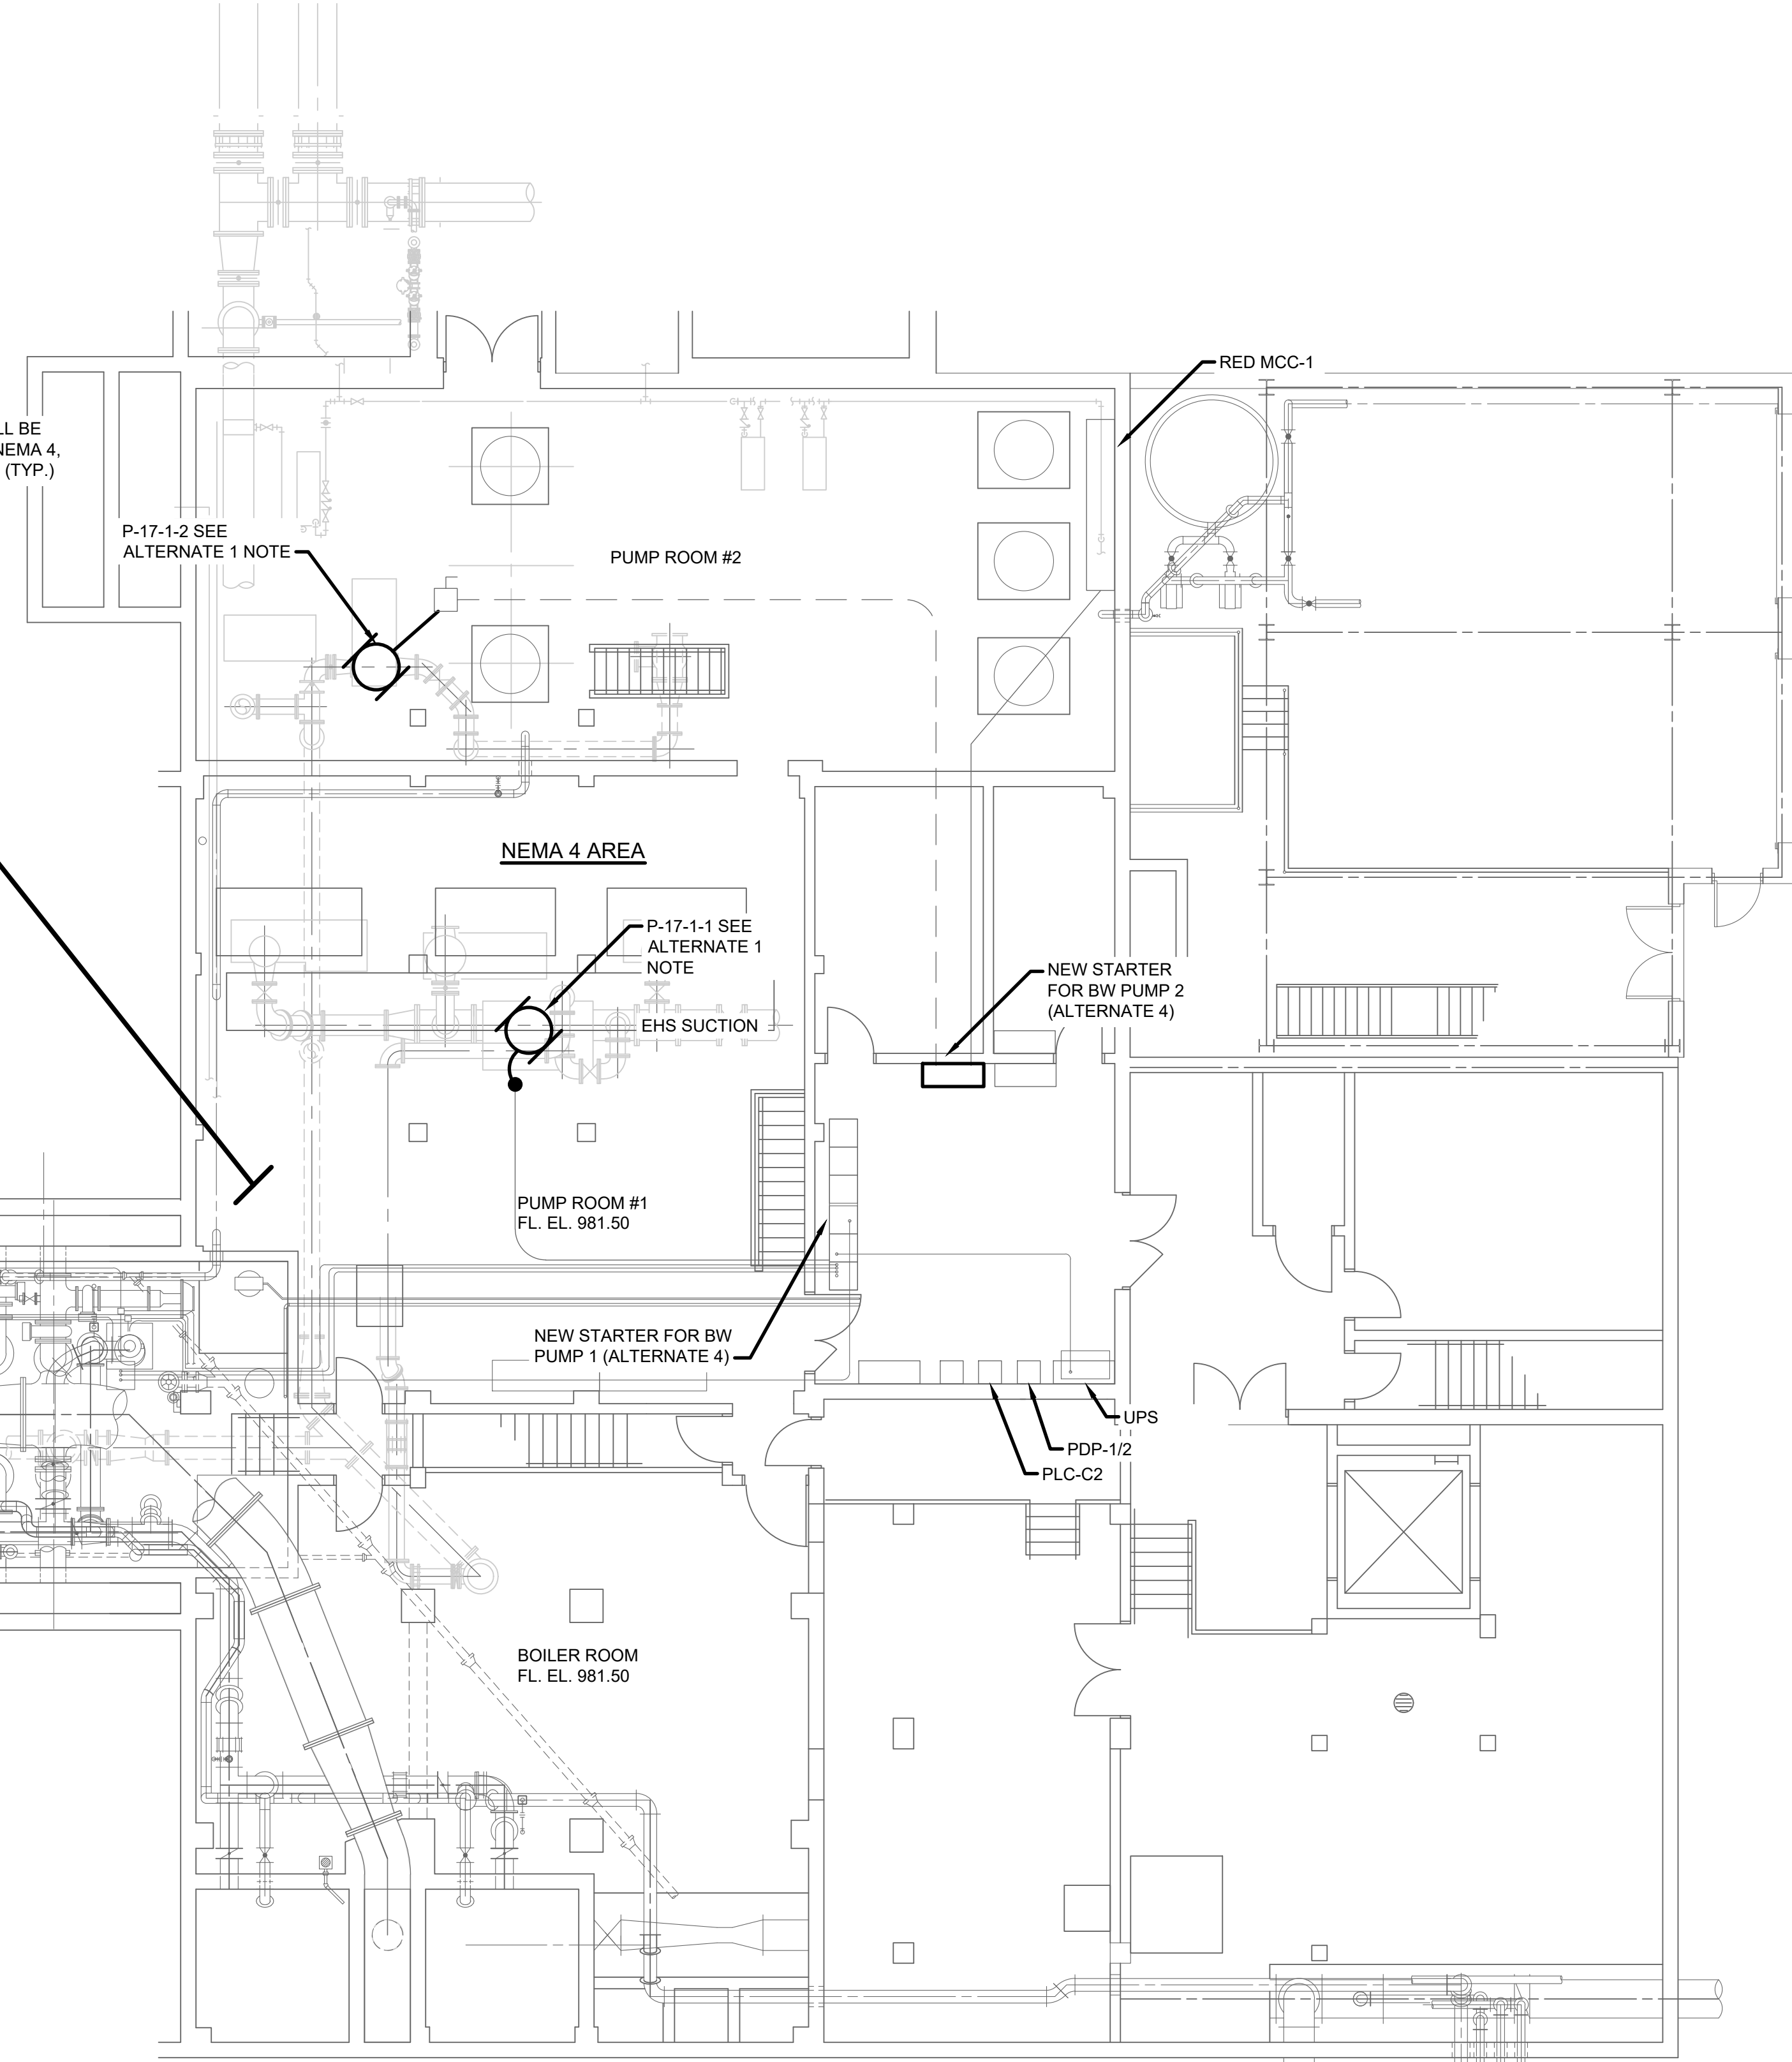 RED MCC-1
LL BE
NEMA 4,
(TYP.)
P-17-1-2 SEE
ALTERNATE 1 NOTE
PUMP ROOM #2
NEMA 4 AREA
P-17-1-1 SEE
ALTERNATE 1
NOTE
NEW STARTER
FOR BW PUMP 2
(ALTERNATE 4)
EHS SUCTION
PUMP ROOM #1
FL. EL. 981.50
NEW STARTER FOR BW
PUMP 1 (ALTERNATE 4)
UPS
PDP-1/2
PLC-C2
BOILER ROOM
FL. EL. 981.50